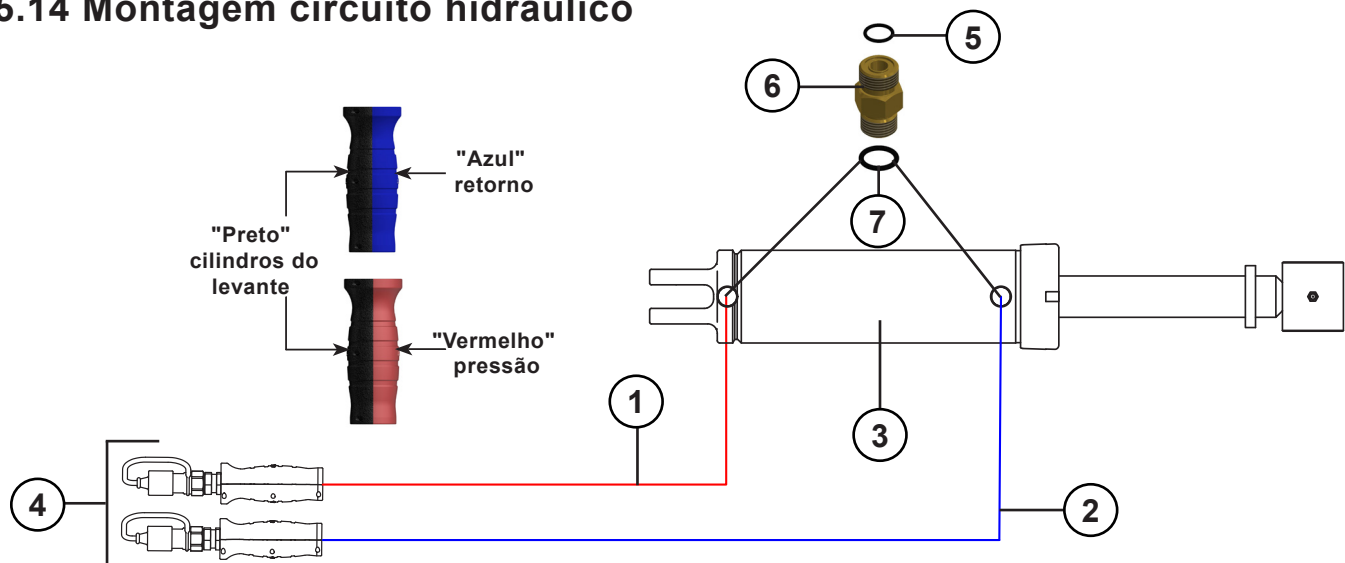 5.14 Montagem circuito hidráulico
5
6
"Azul"
retorno
7
"Preto"
cilindros do
levante
"Vermelho"
pressão
1
3
4
2